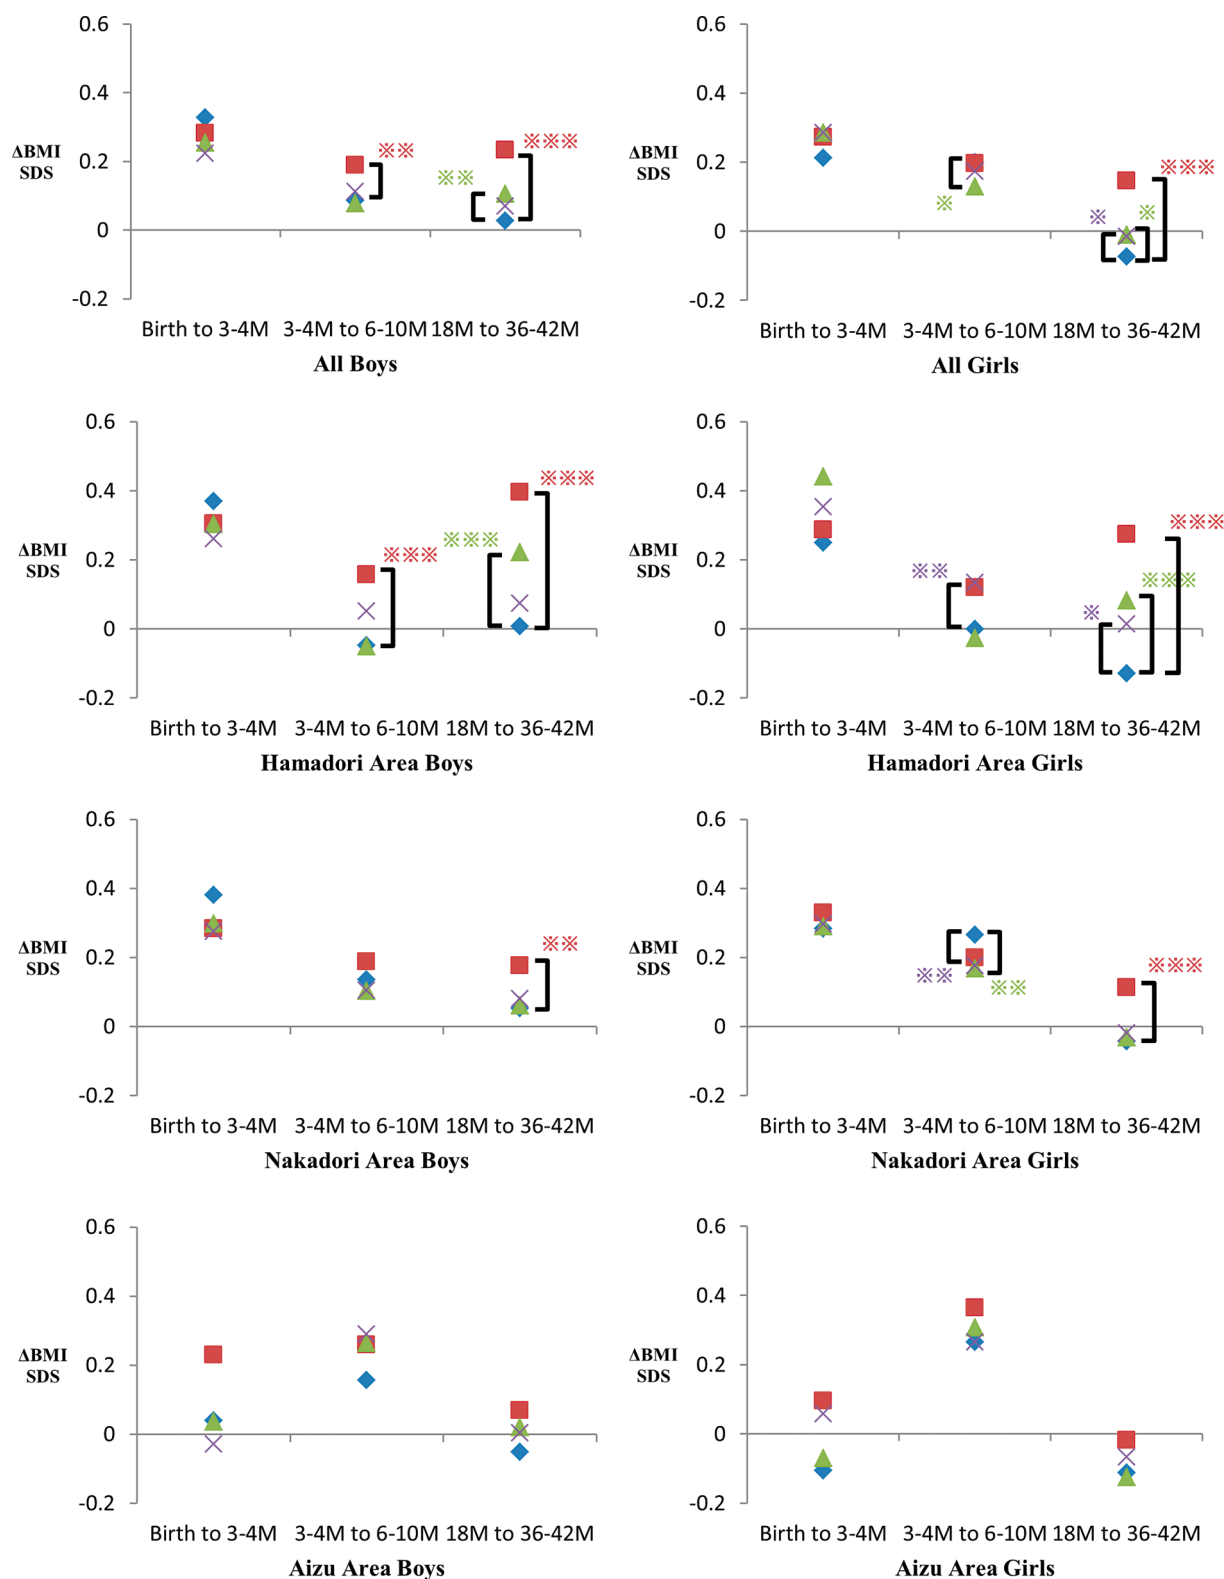 0.6
0.4
ΔBMI
SDS
0.2
※※
※※※
※※
0
-0.2
Birth to 3-4M 3-4M to 6-10M 18M to 36-42M
All Boys
0.6
0.4
ΔBMI
SDS
0.2
※
※※※
※
※
0
-0.2
Birth to 3-4M 3-4M to 6-10M 18M to 36-42M
All Girls
0.6
0.4
ΔBMI
SDS
0.2
※※※
※※※
※※※
0
-0.2
Birth to 3-4M 3-4M to 6-10M 18M to 36-42M
Hamadori Area Boys
0.6
0.4
ΔBMI
SDS
0.2
※※
※※※
※※※
※
0
-0.2
Birth to 3-4M 3-4M to 6-10M 18M to 36-42M
Hamadori Area Girls
0.6
0.4
ΔBMI
SDS
0.2
※※
0
-0.2
Birth to 3-4M 3-4M to 6-10M 18M to 36-42M
Nakadori Area Boys
0.6
0.4
ΔBMI
SDS
0.2
※※
※※
※※※
0
-0.2
Birth to 3-4M 3-4M to 6-10M 18M to 36-42M
Nakadori Area Girls
0.6
0.4
ΔBMI
SDS
0.2
0
-0.2
Birth to 3-4M 3-4M to 6-10M 18M to 36-42M
Aizu Area Boys
0.6
0.4
ΔBMI
SDS
0.2
0
-0.2
Birth to 3-4M 3-4M to 6-10M 18M to 36-42M
Aizu Area Girls